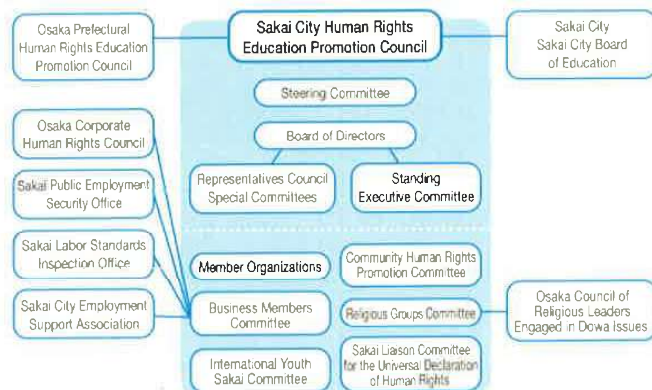 Osaka Prefectural
Human Rights Education
Promotion Council
Sakai City Human Rights
Education Promotion Council
Sakai City
Sakai City Board
of Education
Steering Committee
Board of Directors
Representatives Council
Special Committees
Standing
Executive Committee
Osaka Corporate
Human Rights Council
Sakai Public Employment
Security Office
Sakai Labor Standards
Inspection Office
Sakai City Employment
Support Association
Member Organizations
Community Human Rights
Promotion Committee
Business Members
Committee
Religious Groups Committee
Osaka Council of
Religious Leaders
Engaged in Dowa Issues
International Youth
Sakai Committee
Sakai Liaison Committee
for the Universal Declaration
of Human Rights